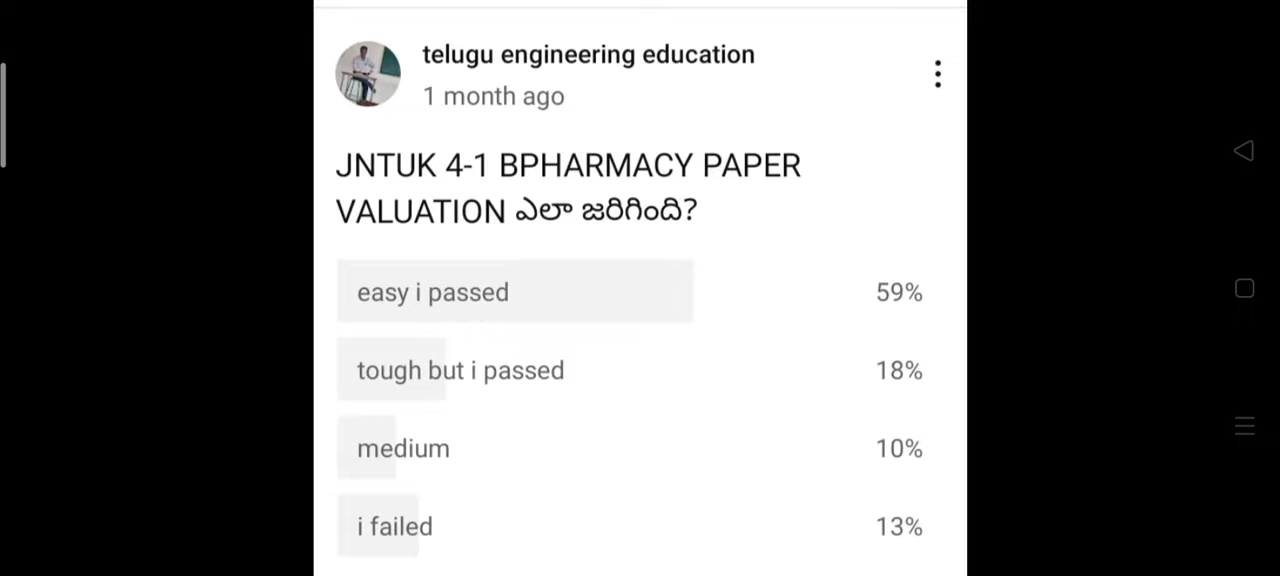 telugu engineering education
1 month ago
JNTUK 4-1 BPHARMACY PAPER
VALUATION ఎలా జరిగింది?
easy i passed 59%
tough but i passed 18%
medium 10%
i failed 13%